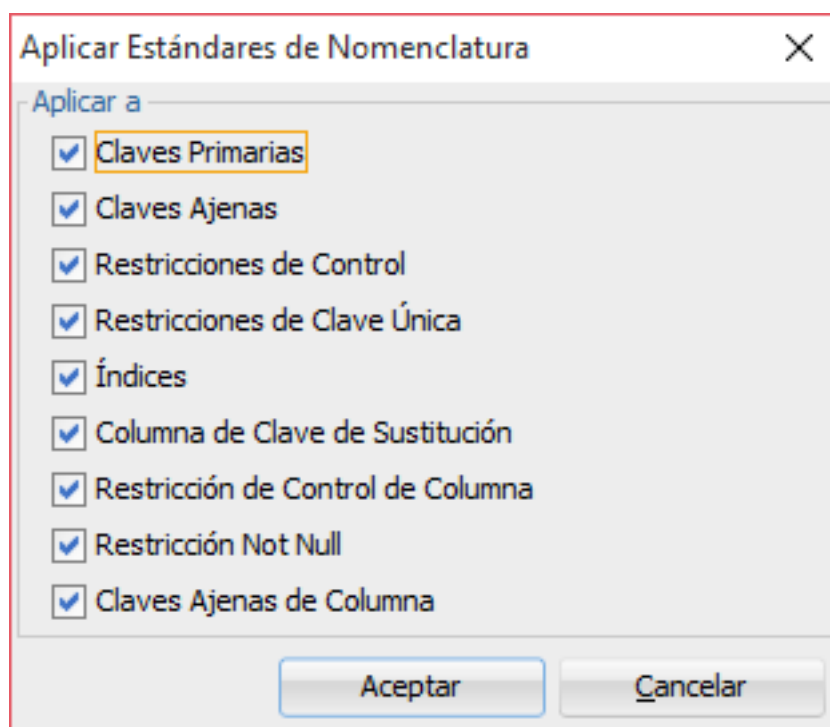 Aplicar Estándares de Nomenclatura
Aplicar a
Claves Primarias
Claves Ajenas
Restricciones de Control
Restricciones de Clave Única
Índices
Columna de Clave de Sustitución
Restricción de Control de Columna
Restricción Not Null
Claves Ajenas de Columna
Aceptar Cancelar